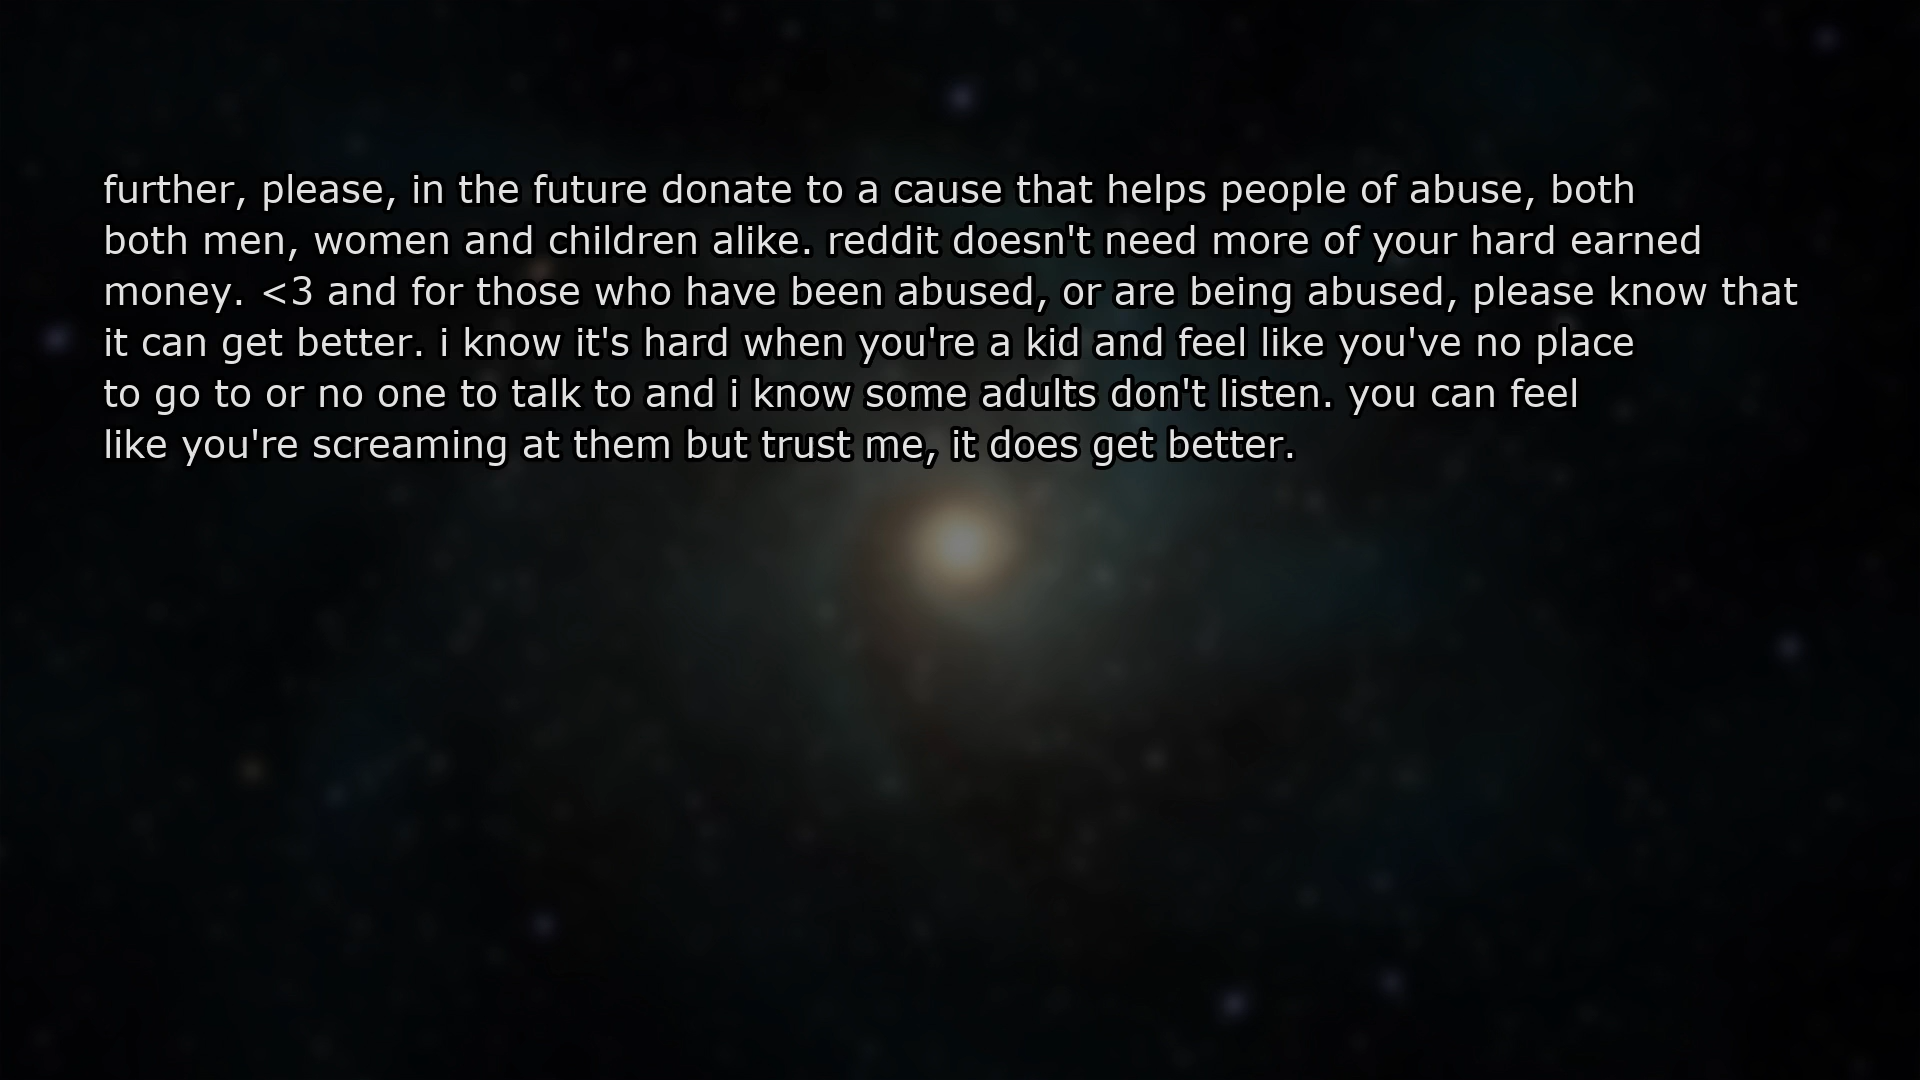 further, please, in the future donate to a cause that helps people of abuse, both
both men, women and children alike. reddit doesn't need more of your hard earned
money. <3 and for those who have been abused, or are being abused, please know that
it can get better. i know it's hard when you're a kid and feel like you've no place
to go to or no one to talk to and i know some adults don't listen. you can feel
like you're screaming at them but trust me, it does get better.